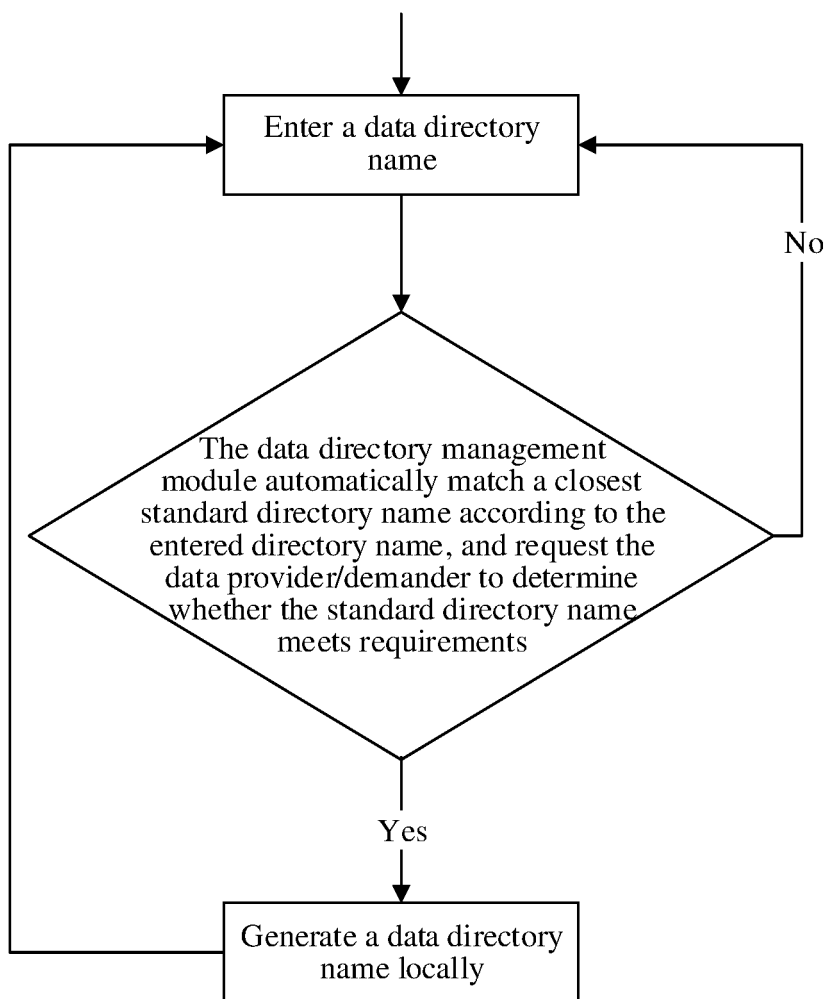 Enter a data directory
name
No
The data directory management
module automatically match a closest
standard directory name according to the
entered directory name, and request the
data provider/demander to determine
whether the standard directory name
meets requirements
Yes
Generate a data directory
name locally